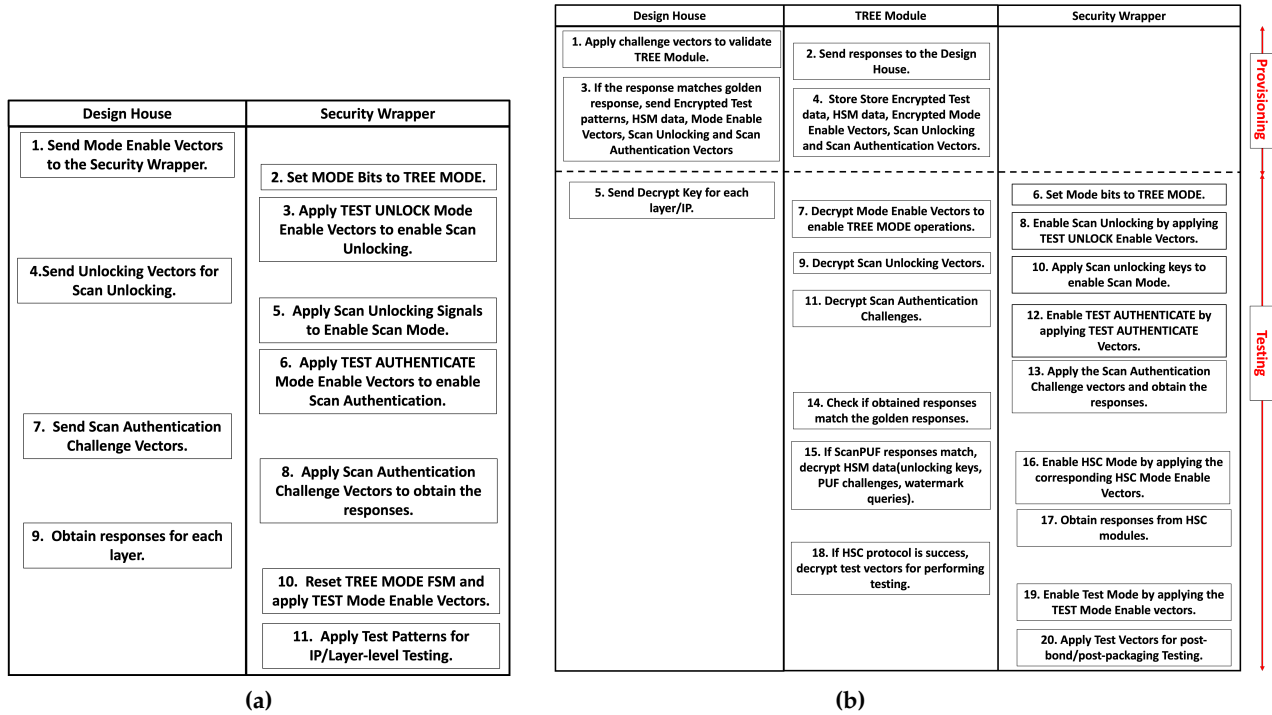 Design House
Security Wrapper
1. Send Mode Enable Vectors
to the Security Wrapper.
2. Set MODE Bits to TREE MODE.
3. Apply TEST UNLOCK Mode
Enable Vectors to enable Scan
Unlocking.
4.Send Unlocking Vectors for
Scan Unlocking.
5. Apply Scan Unlocking Signals
to Enable Scan Mode.
6. Apply TEST AUTHENTICATE
Mode Enable Vectors to enable
Scan Authentication.
7. Send Scan Authentication
Challenge Vectors.
8. Apply Scan Authentication
Challenge Vectors to obtain the
responses.
9. Obtain responses for each
layer.
10. Reset TREE MODE FSM and
apply TEST Mode Enable Vectors.
11. Apply Test Patterns for
IP/Layer-level Testing.
(a)
Design House
TREE Module
Security Wrapper
1. Apply challenge vectors to validate
TREE Module.
2. Send responses to the Design
House.
3. If the response matches golden
response, send Encrypted Test
patterns, HSM data, Mode Enable
Vectors, Scan Unlocking and Scan
Authentication Vectors
4. Store Store Encrypted Test
data, HSM data, Encrypted Mode
Enable Vectors, Scan Unlocking
and Scan Authentication Vectors.
Provisioning
5. Send Decrypt Key for each
layer/IP.
6. Set Mode bits to TREE MODE.
7. Decrypt Mode Enable Vectors to
enable TREE MODE operations.
8. Enable Scan Unlocking by applying
TEST UNLOCK Enable Vectors.
9. Decrypt Scan Unlocking Vectors.
10. Apply Scan unlocking keys to
enable Scan Mode.
11. Decrypt Scan Authentication
Challenges.
12. Enable TEST AUTHENTICATE by
applying TEST AUTHENTICATE
Vectors.
13. Apply the Scan Authentication
Challenge vectors and obtain the
responses.
14. Check if obtained responses
match the golden responses.
15. If ScanPUF responses match,
decrypt HSM data(unlocking keys,
PUF challenges, watermark
queries).
16. Enable HSC Mode by applying the
corresponding HSC Mode Enable
Vectors.
17. Obtain responses from HSC
modules.
18. If HSC protocol is success,
decrypt test vectors for performing
testing.
19. Enable Test Mode by applying the
TEST Mode Enable vectors.
20. Apply Test Vectors for post-
bond/post-packaging Testing.
Testing
(b)